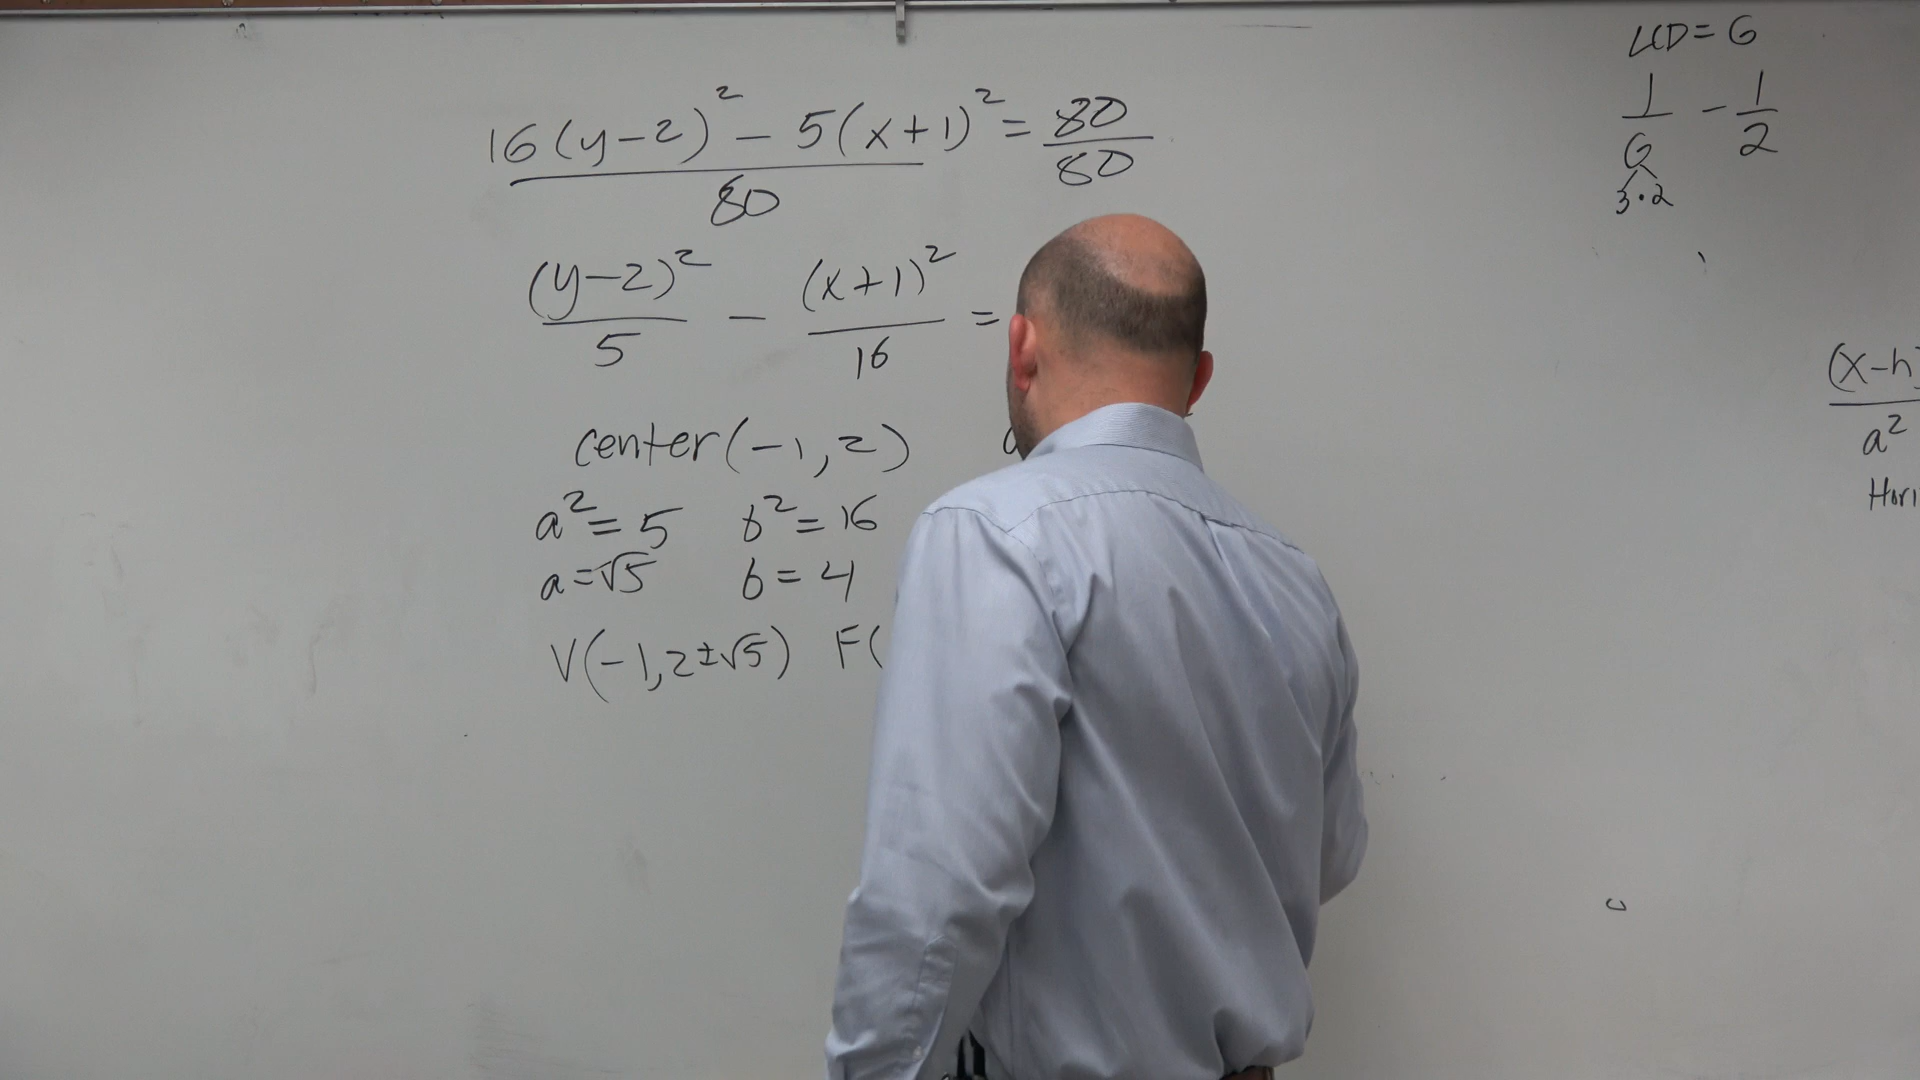 16(y-2)² - 5(x+1)² = 80
80 80
(y-2)² - (x+1)² =
5 16
center(-1,2)
a²=5 b²=16
a=√5 b=4
V(-1,2±√5) F(
LCD=6
1 - 1
6 2
3·2
(x-h)
a²